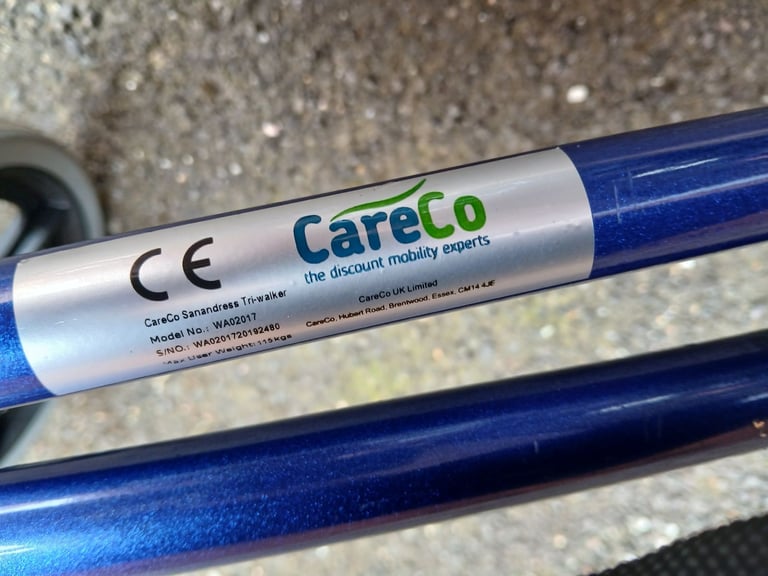 CE
CareCo Sanandress Tri-walker
Model No.: WA02017
S/NO.: WA0201720192480
Max User Weight: 115kgs
CareCo
the discount mobility experts
CareCo UK Limited
CareCo, Hubert Road, Brentwood, Essex, CM14 4JE